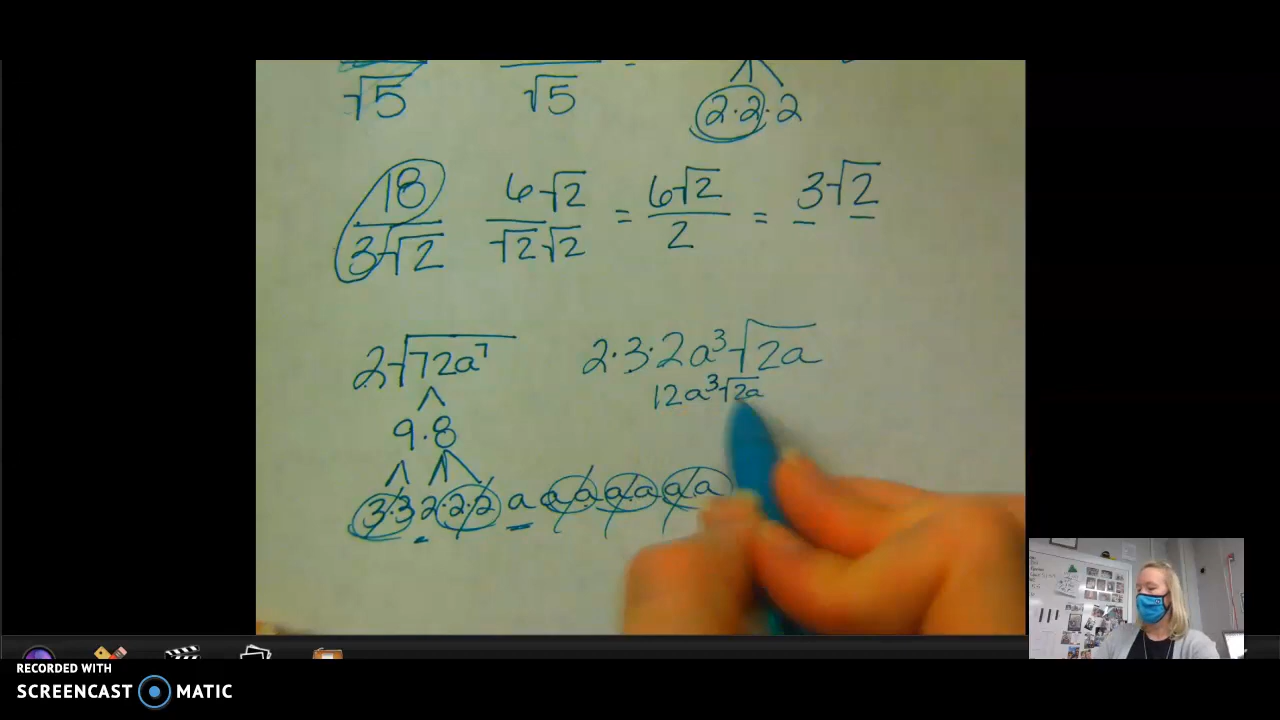 √5 √5 2·2·2
18/3√2 6√2/√2√2 = 6√2/2 = 3√2
2√72a⁷ 2·3·2a³√2a
12a³√2a
9·8
3·3 2·2·2 a a a a a a a
RECORDED WITH
SCREENCAST MATIC